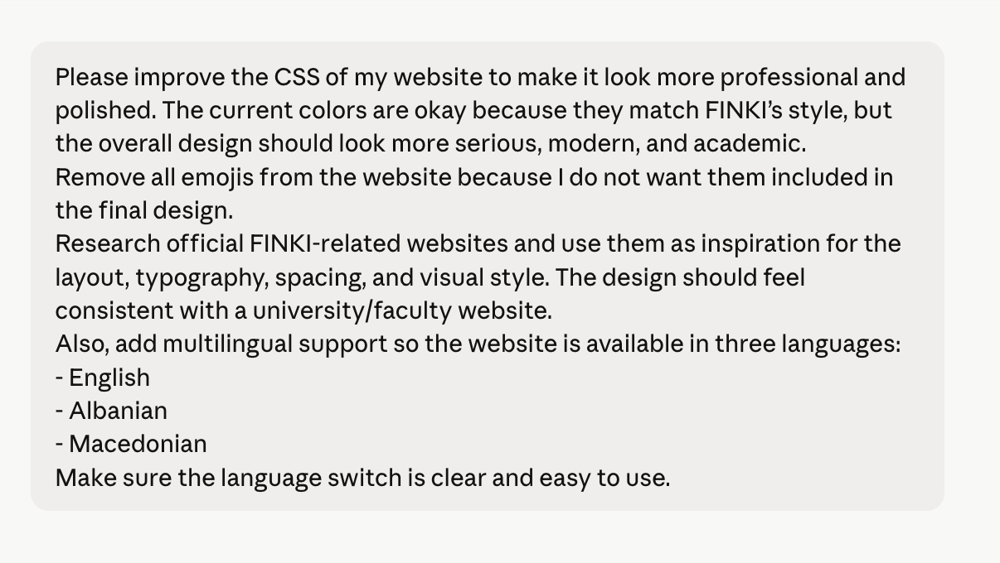 Please improve the CSS of my website to make it look more professional and
polished. The current colors are okay because they match FINKI’s style, but
the overall design should look more serious, modern, and academic.
Remove all emojis from the website because I do not want them included in
the final design.
Research official FINKI-related websites and use them as inspiration for the
layout, typography, spacing, and visual style. The design should feel
consistent with a university/faculty website.
Also, add multilingual support so the website is available in three languages:
- English
- Albanian
- Macedonian
Make sure the language switch is clear and easy to use.